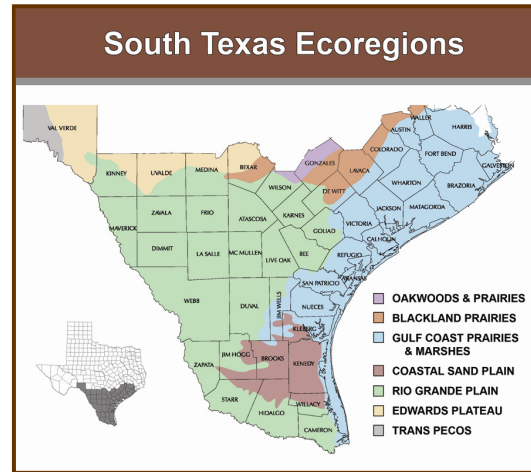 South Texas Ecoregions
VAL VERDE
KINNEY
UVALDE
MEDINA
BEXAR
GONZALES
LAVACA
COLORADO
AUSTIN
WALLER
HARRIS
FORT BEND
GALVESTON
BRAZORIA
WHARTON
MATAGORDA
JACKSON
DE WITT
WILSON
KARNES
VICTORIA
CALHOUN
GOLIAD
REFUGIO
ARANSAS
MAVERICK
ZAVALA
FRIO
ATASCOSA
DIMMIT
LA SALLE
MC MULLEN
LIVE OAK
BEE
SAN PATRICIO
NUECES
WEBB
DUVAL
JIM WELLS
KLEBERG
ZAPATA
JIM HOGG
BROOKS
KENEDY
STARR
HIDALGO
WILLACY
CAMERON
OAKWOODS & PRAIRIES
BLACKLAND PRAIRIES
GULF COAST PRAIRIES
& MARSHES
COASTAL SAND PLAIN
RIO GRANDE PLAIN
EDWARDS PLATEAU
TRANS PECOS